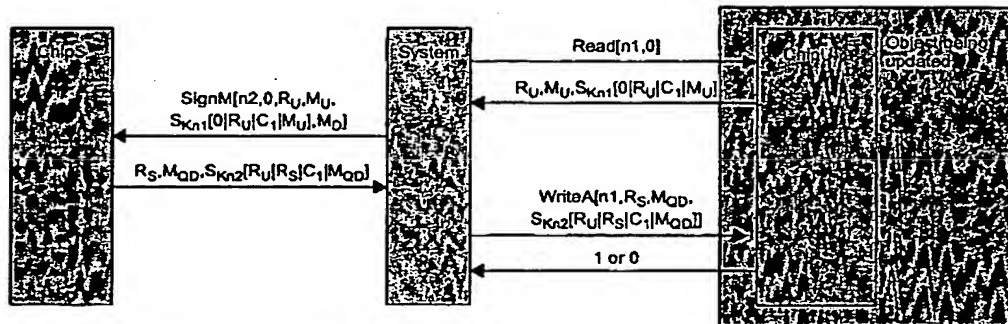 ChipS
System
Object being
updated
Read[n1,0]
R_U,M_U,S_Kn1[0|R_U|C_1|M_U]
SignM[n2,0,R_U,M_U,
S_Kn1[0|R_U|C_1|M_U],M_D]
R_S,M_QD,S_Kn2[R_U|R_S|C_1|M_QD]
WriteA[n1,R_S,M_QD,
S_Kn2[R_U|R_S|C_1|M_QD]]
1 or 0